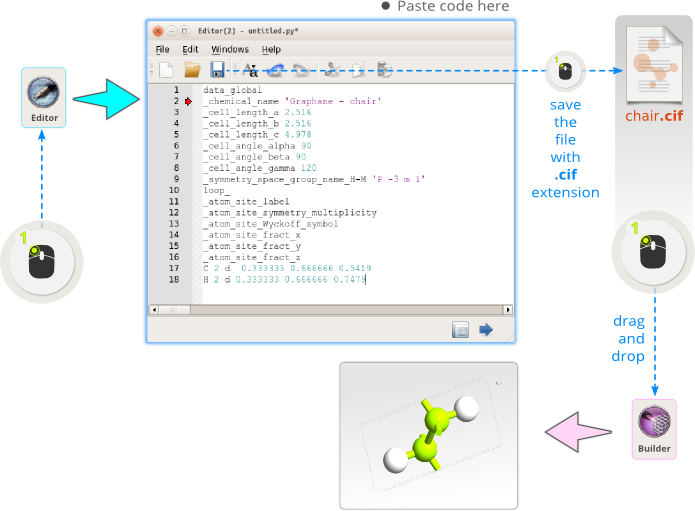 ● Paste code here
Editor(2) - untitled.py*
File Edit Windows Help
1 data_global
2 _chemical_name 'Graphane - chair'
3 _cell_length_a 2.516
4 _cell_length_b 2.516
5 _cell_length_c 4.978
6 _cell_angle_alpha 90
7 _cell_angle_beta 90
8 _cell_angle_gamma 120
9 _symmetry_space_group_name_H-M 'P -3 m 1'
10 loop_
11 _atom_site_label
12 _atom_site_symmetry_multiplicity
13 _atom_site_Wyckoff_symbol
14 _atom_site_fract_x
15 _atom_site_fract_y
16 _atom_site_fract_z
17 C 2 d  0.333333 0.666666 0.5419
18 H 2 d 0.333333 0.666666 0.7479
Editor
1
1
save
the
file
with
.cif
extension
chair.cif
1
drag
and
drop
Builder